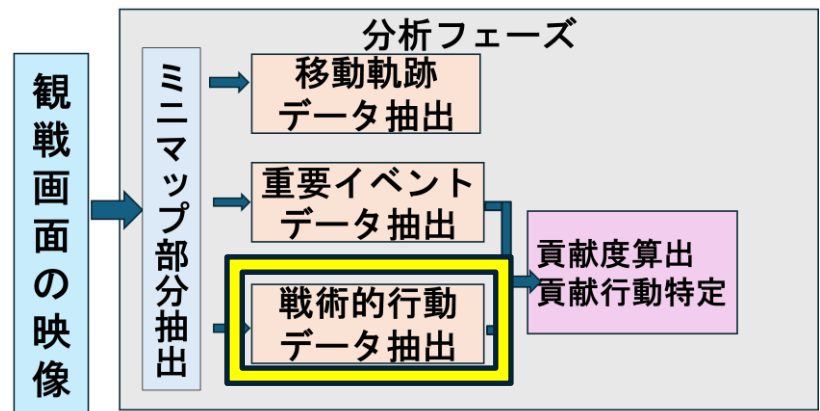 分析フェーズ
観戦画面の映像
ミニマップ部分抽出
移動軌跡
データ抽出
重要イベント
データ抽出
戦術的行動
データ抽出
貢献度算出
貢献行動特定